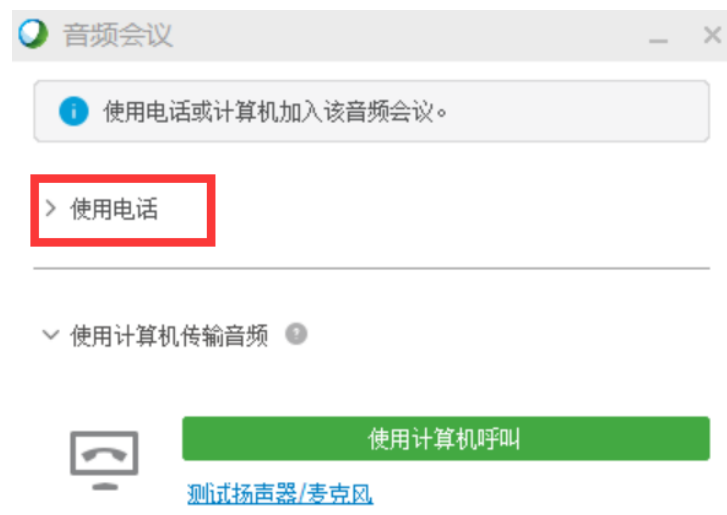 音频会议
使用电话或计算机加入该音频会议。
使用电话
使用计算机传输音频
使用计算机呼叫
测试扬声器/麦克风